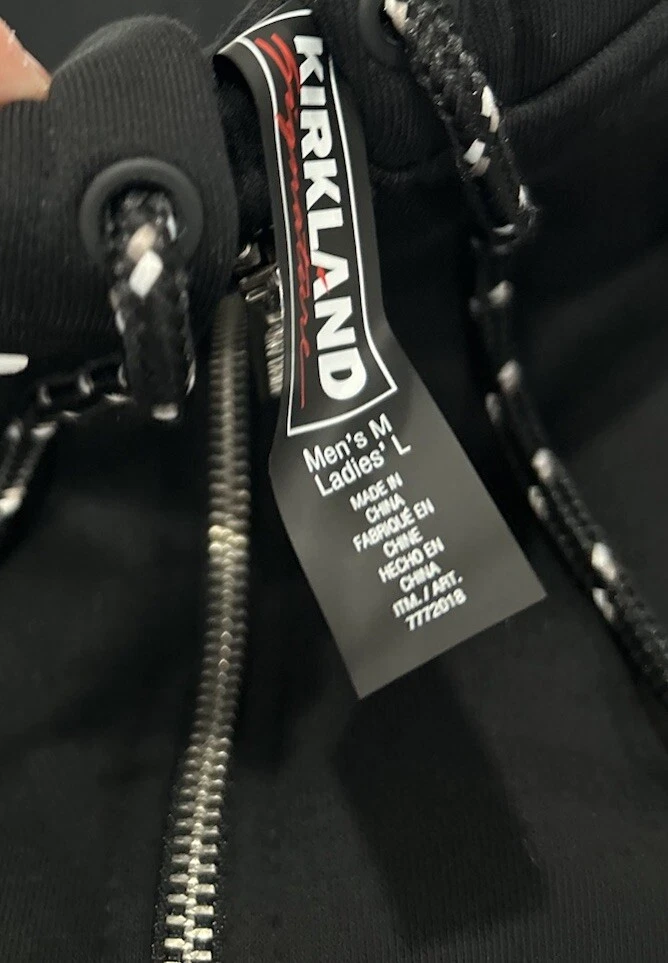 KIRKLAND
Signature
Men's M
Ladies' L
MADE IN
CHINA
FABRIQUÉ EN
CHINE
HECHO EN
CHINA
ITM. / ART.
7772018